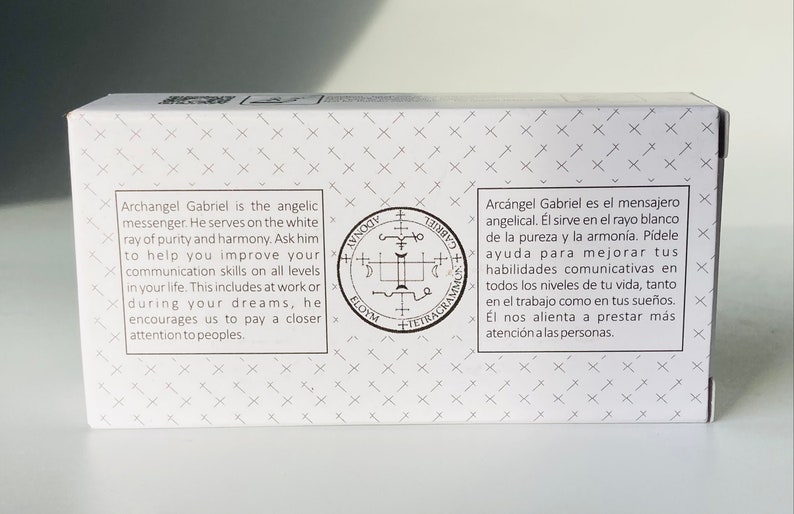 Archangel Gabriel is the angelic
messenger. He serves on the white
ray of purity and harmony. Ask him
to help you improve your
communication skills on all levels
in your life. This includes at work or
during your dreams, he
encourages us to pay a closer
attention to peoples.
ADONAY
GABRIEL
ELOYM
TETRAGRAMMON
Arcángel Gabriel es el mensajero
angelical. Él sirve en el rayo blanco
de la pureza y la armonía. Pídele
ayuda para mejorar tus
habilidades comunicativas en
todos los niveles de tu vida, tanto
en el trabajo como en tus sueños.
Él nos alienta a prestar más
atención a las personas.